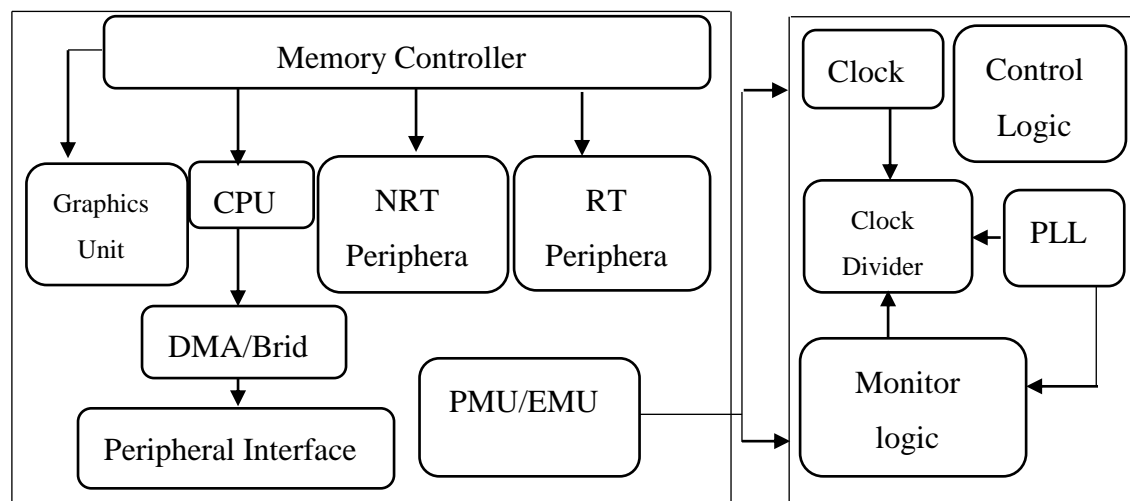 Memory Controller
Graphics
Unit
CPU
NRT
Periphera
RT
Periphera
DMA/Brid
Peripheral Interface
PMU/EMU
Clock
Control
Logic
Clock
Divider
PLL
Monitor
logic